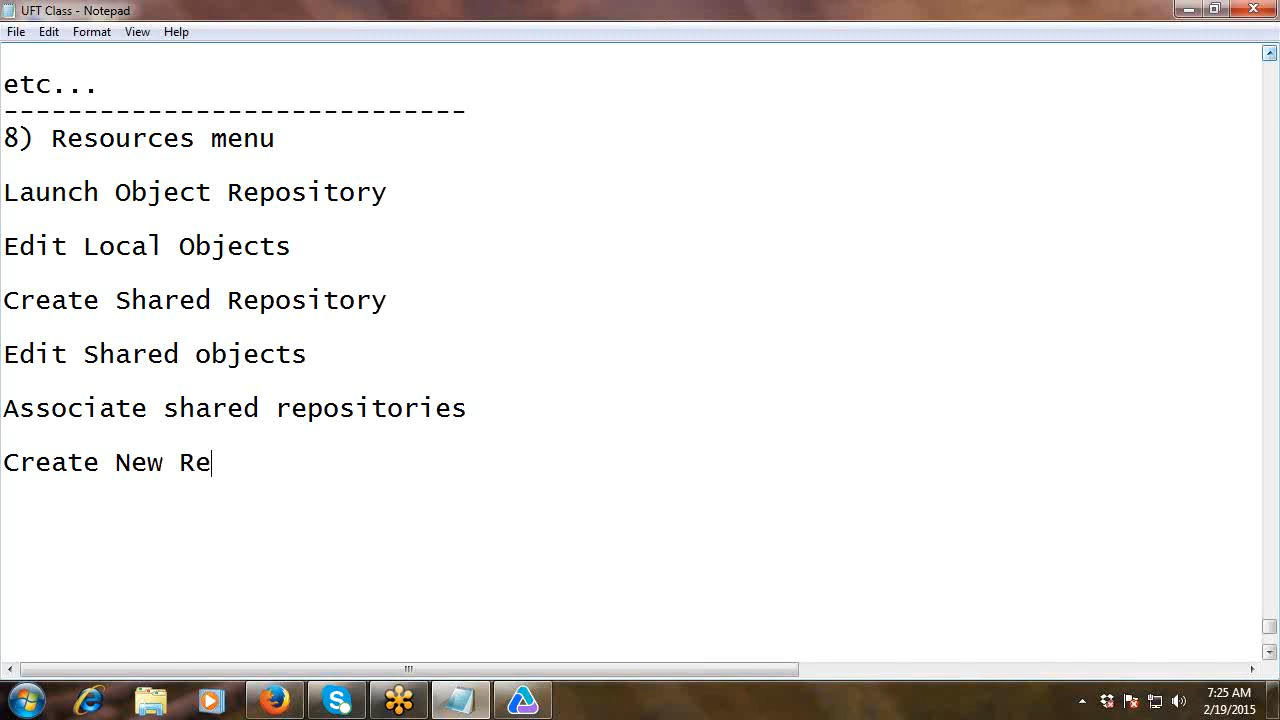 UFT Class - Notepad
File Edit Format View Help
etc...
-----------------------------
8) Resources menu
Launch Object Repository
Edit Local Objects
Create Shared Repository
Edit Shared objects
Associate shared repositories
Create New Re
7:25 AM
2/19/2015